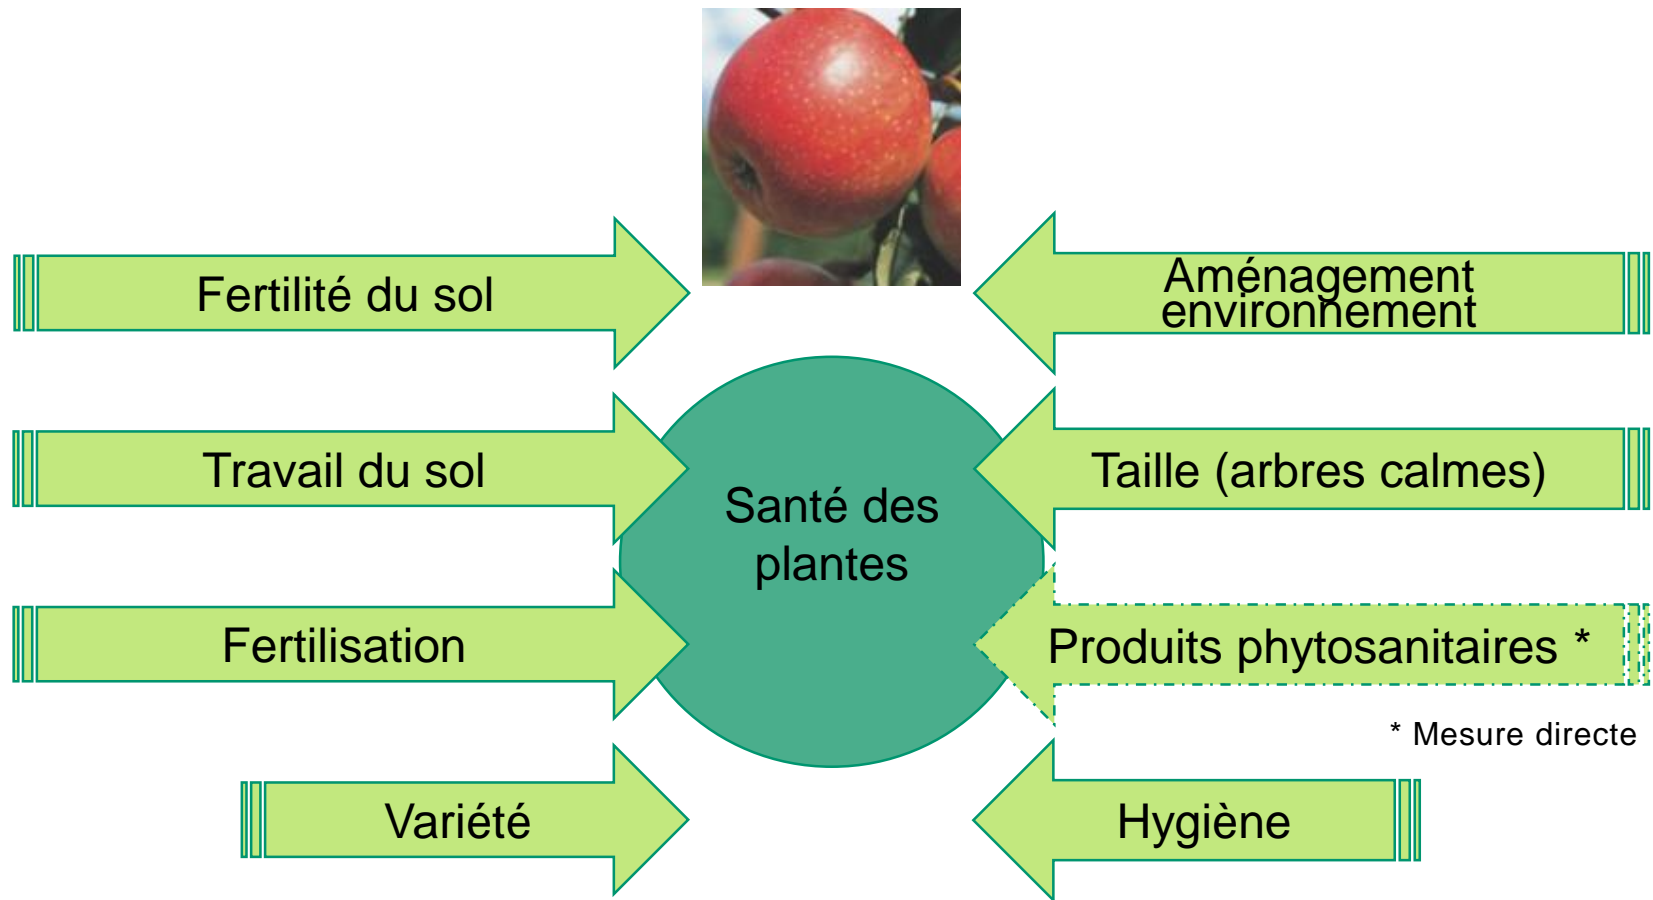 Fertilité du sol
Aménagement
environnement
Travail du sol
Taille (arbres calmes)
Santé des
plantes
Fertilisation
Produits phytosanitaires *
* Mesure directe
Variété
Hygiène